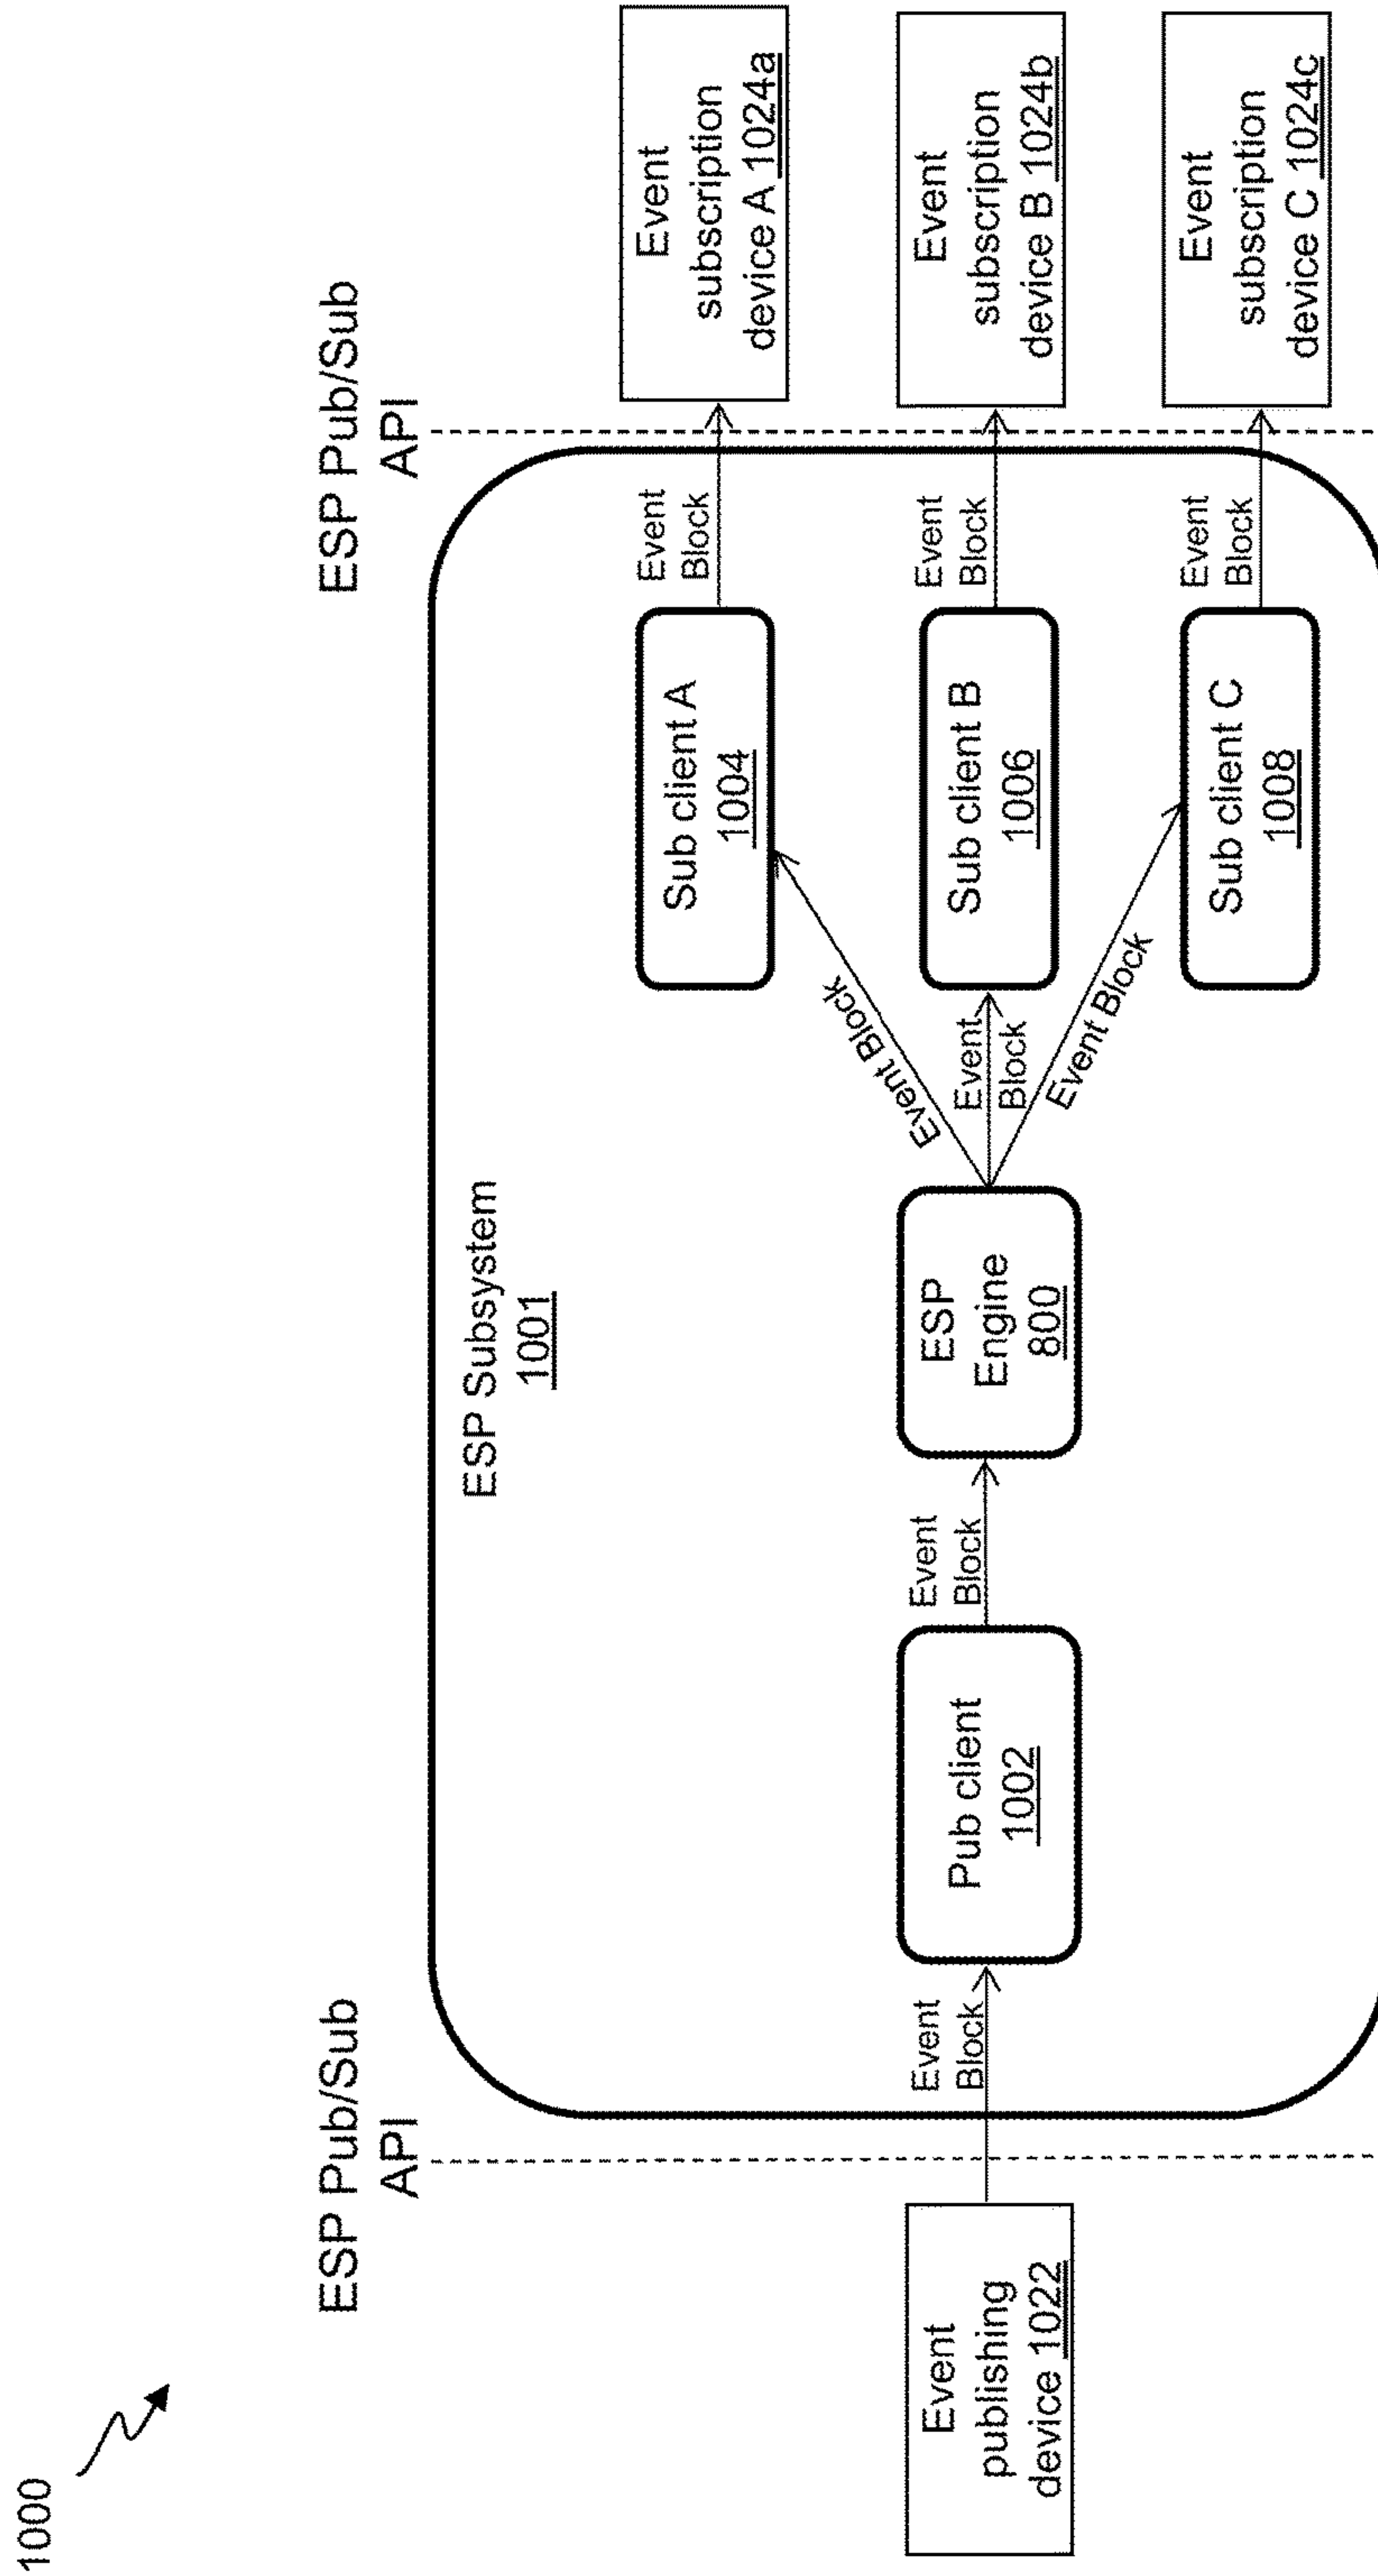 1000
ESP Pub/Sub
API
ESP Pub/Sub
API
ESP Subsystem
1001
Event
publishing
device 1022
Event
Block
Pub client
1002
Event
Block
ESP
Engine
800
Event Block
Event
Block
Event Block
Sub client A
1004
Sub client B
1006
Sub client C
1008
Event
Block
Event
Block
Event
Block
Event
subscription
device A 1024a
Event
subscription
device B 1024b
Event
subscription
device C 1024c